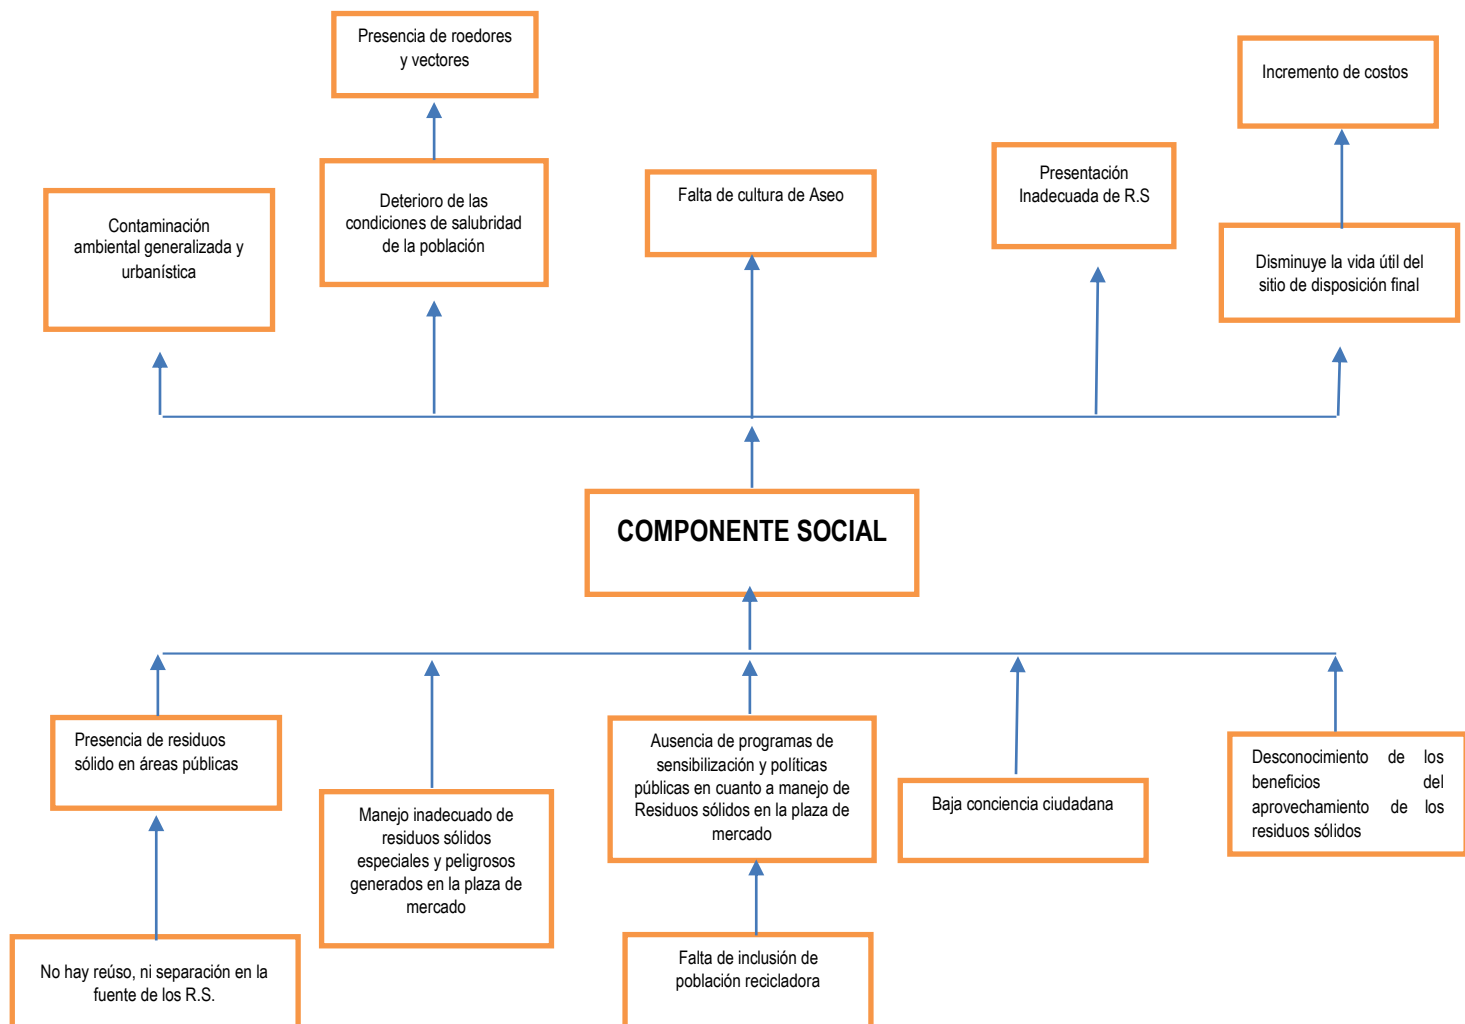 Presencia de roedores
y vectores
Incremento de costos
Deterioro de las
condiciones de salubridad
de la población
Falta de cultura de Aseo
Presentación
Inadecuada de R.S
Contaminación
ambiental generalizada y
urbanística
Disminuye la vida útil del
sitio de disposición final
COMPONENTE SOCIAL
Presencia de residuos
sólido en áreas públicas
Manejo inadecuado de
residuos sólidos
especiales y peligrosos
generados en la plaza de
mercado
Ausencia de programas de
sensibilización y políticas
públicas en cuanto a manejo de
Residuos sólidos en la plaza de
mercado
Baja conciencia ciudadana
Desconocimiento de los
beneficios del
aprovechamiento de los
residuos sólidos
No hay reúso, ni separación en la
fuente de los R.S.
Falta de inclusión de
población recicladora